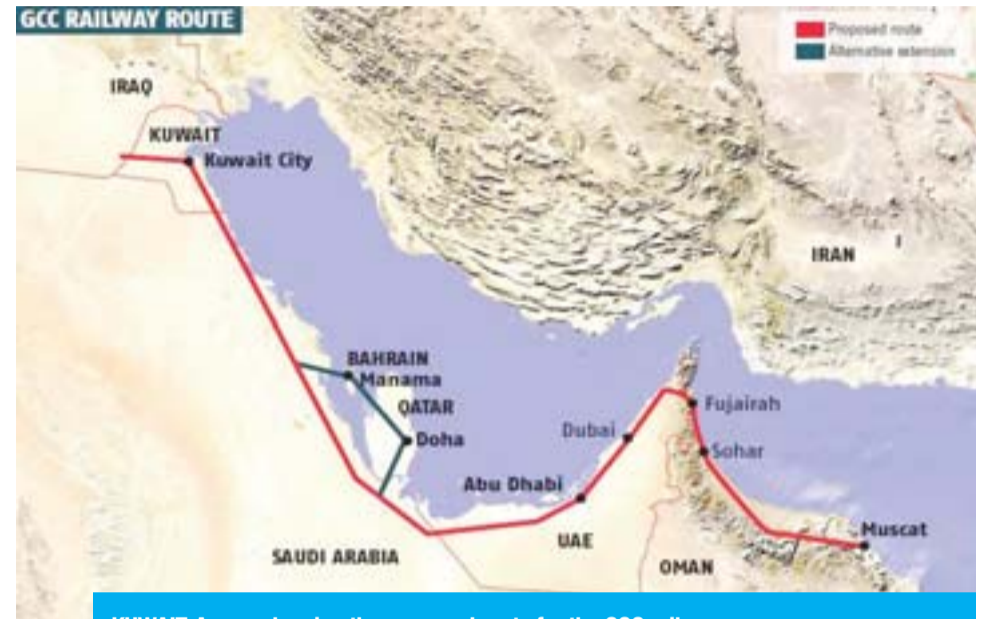 GCC RAILWAY ROUTE
Proposed route
Alternative extension
IRAQ
KUWAIT
Kuwait City
IRAN
I
BAHRAIN
Manama
QATAR
Doha
Fujairah
Dubai
Sohar
Abu Dhabi
Muscat
UAE
SAUDI ARABIA
OMAN